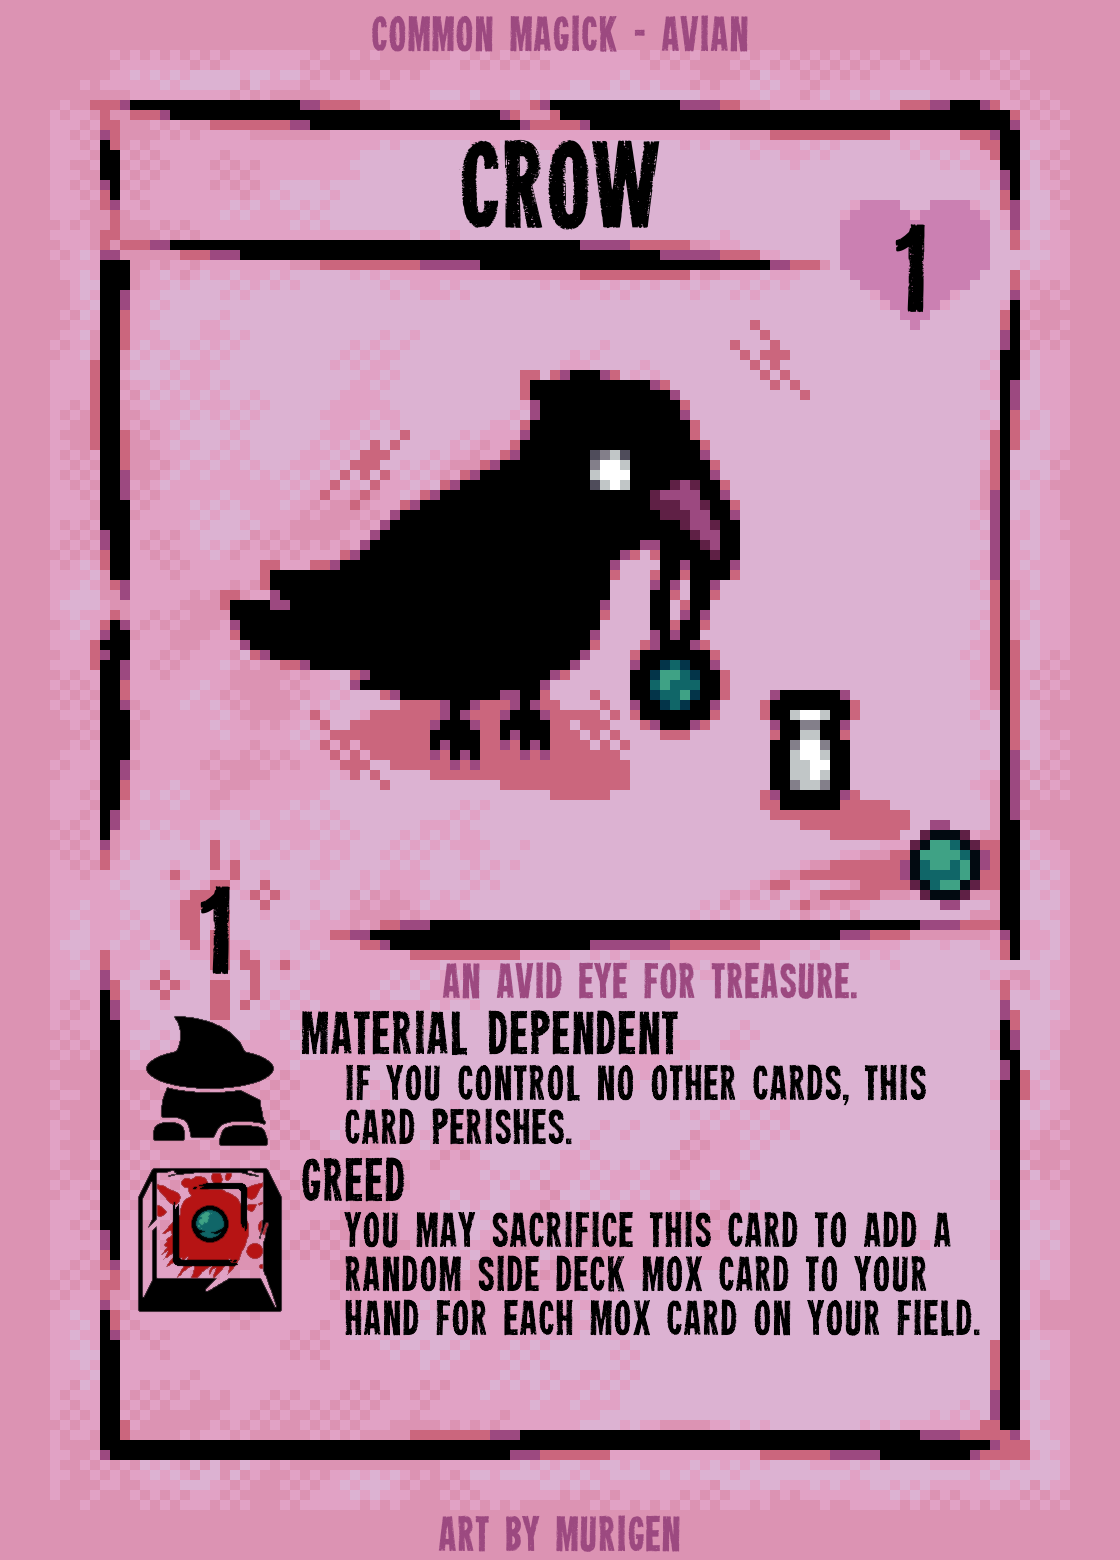 COMMON MAGICK - AVIAN
CROW
1
1
AN AVID EYE FOR TREASURE.
MATERIAL DEPENDENT
IF YOU CONTROL NO OTHER CARDS, THIS
CARD PERISHES.
GREED
YOU MAY SACRIFICE THIS CARD TO ADD A
RANDOM SIDE DECK MOX CARD TO YOUR
HAND FOR EACH MOX CARD ON YOUR FIELD.
ART BY MURIGEN